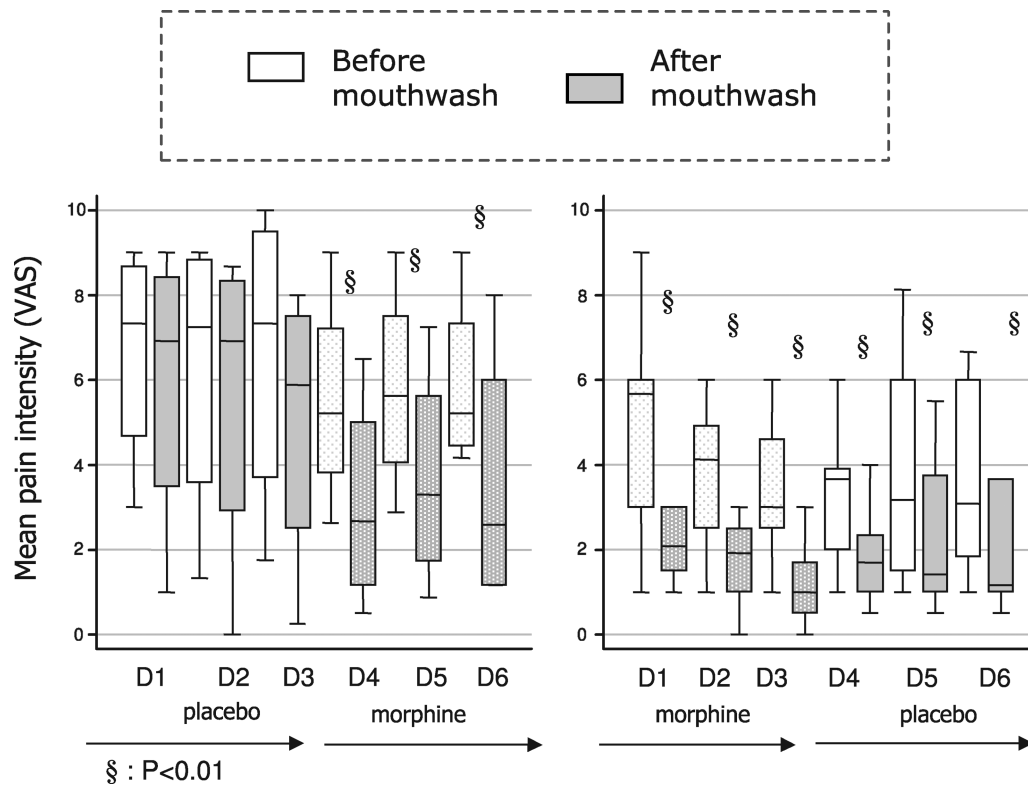 Before
mouthwash
After
mouthwash
Mean pain intensity (VAS)
10
8
6
4
2
0
§
§
§
D1 D2 D3 D4 D5 D6
placebo morphine
10
8
6
4
2
0
§
§
§
§
§
§
D1 D2 D3 D4 D5 D6
morphine placebo
§ : P<0.01